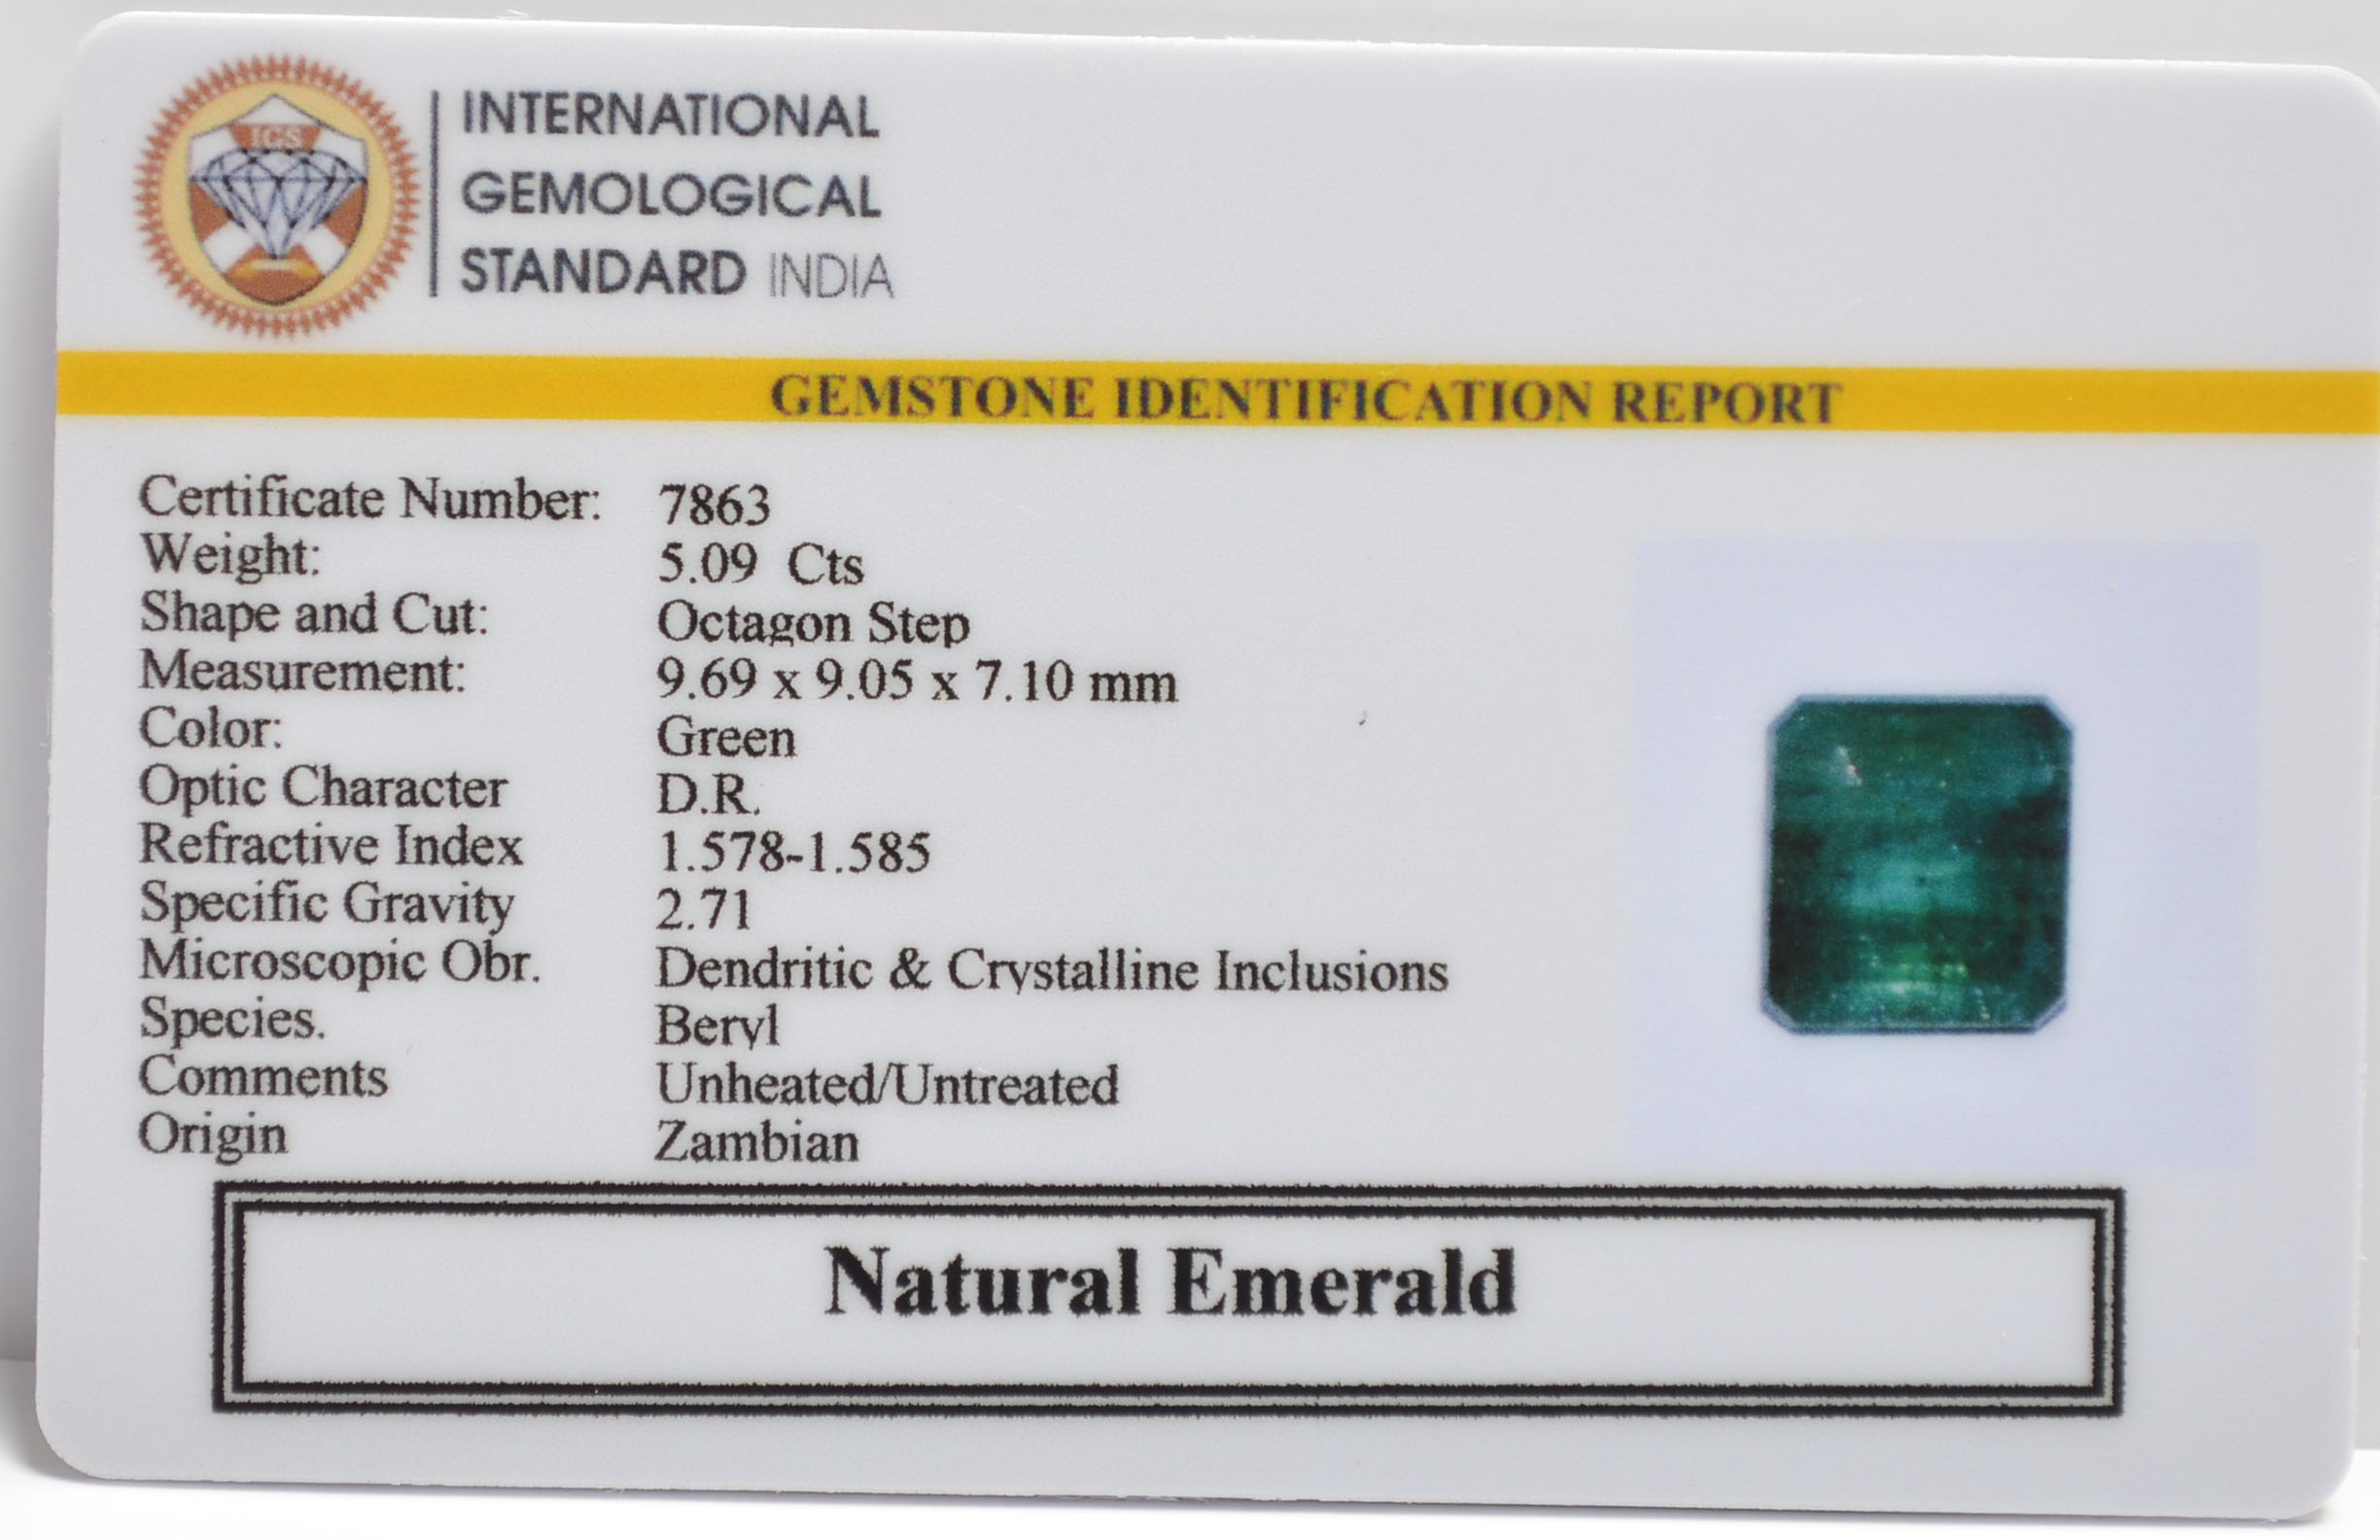 IGS
INTERNATIONAL
GEMOLOGICAL
STANDARD INDIA
GEMSTONE IDENTIFICATION REPORT
Certificate Number: 7863
Weight: 5.09 Cts
Shape and Cut: Octagon Step
Measurement: 9.69 x 9.05 x 7.10 mm
Color: Green
Optic Character D.R.
Refractive Index 1.578-1.585
Specific Gravity 2.71
Microscopic Obr. Dendritic & Crystalline Inclusions
Species. Beryl
Comments Unheated/Untreated
Origin Zambian
Natural Emerald